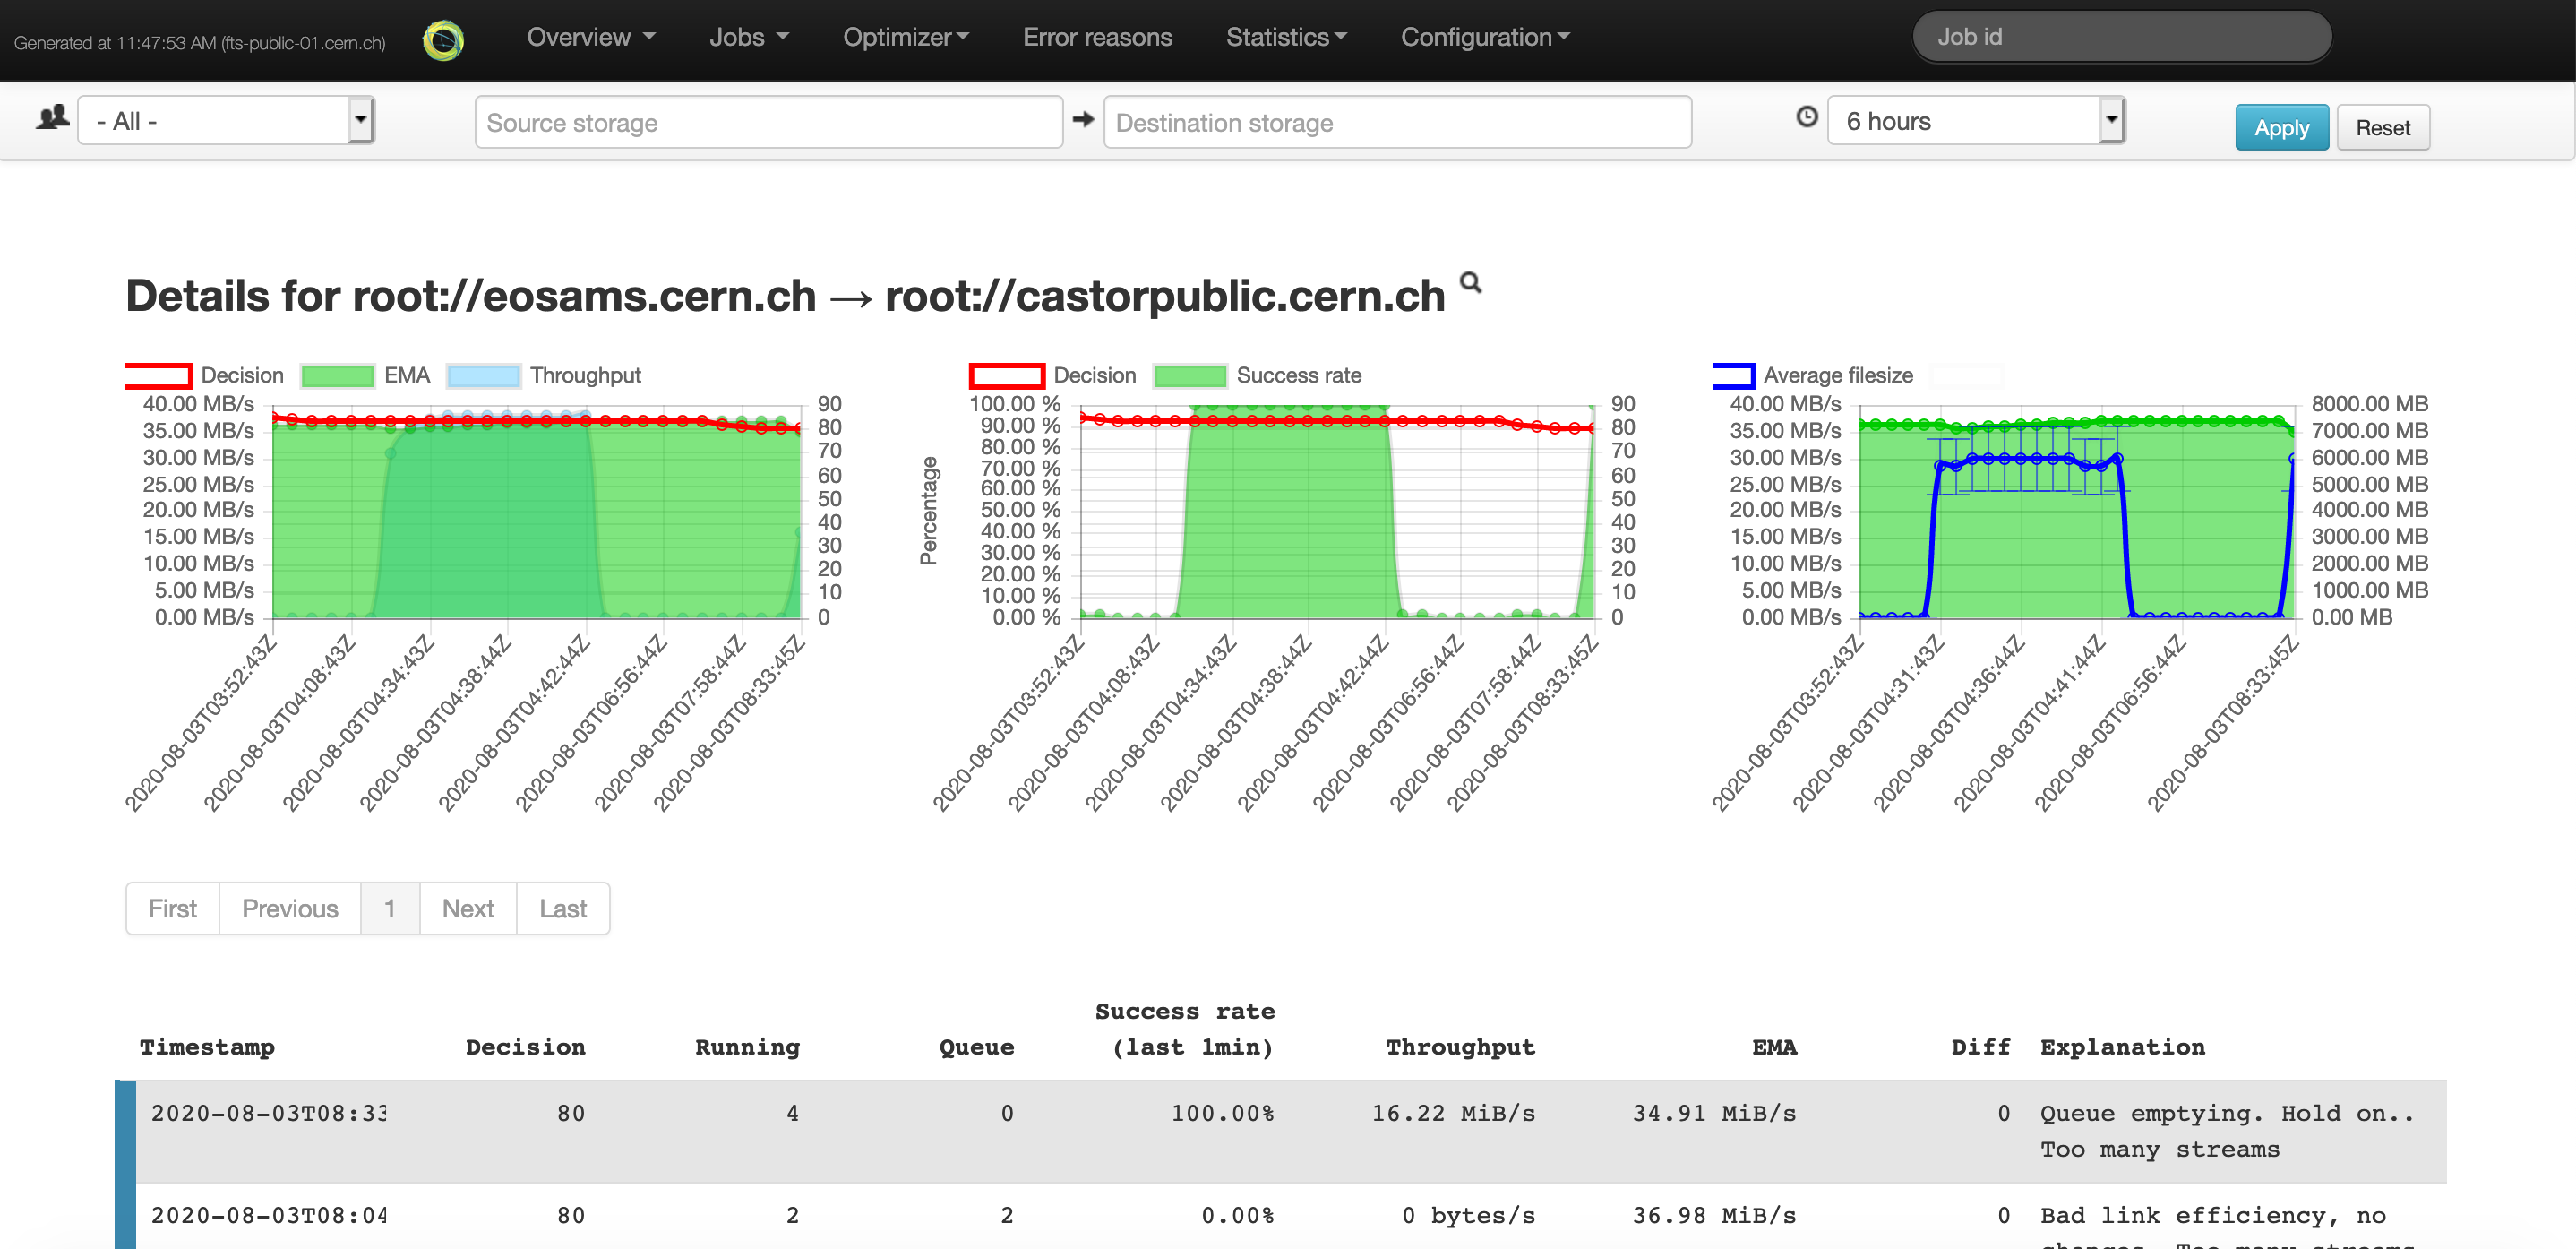 Generated at 11:47:53 AM (fts-public-01.cern.ch)
Overview Jobs Optimizer Error reasons Statistics Configuration Job id
- All - Source storage Destination storage 6 hours Apply Reset
Details for root://eosams.cern.ch → root://castorpublic.cern.ch
Decision EMA Throughput
40.00 MB/s 90
35.00 MB/s 80
30.00 MB/s 70
25.00 MB/s 60
20.00 MB/s 50
15.00 MB/s 40
10.00 MB/s 30
5.00 MB/s 20
0.00 MB/s 10
0
2020-08-03T03:52:43Z
2020-08-03T04:08:43Z
2020-08-03T04:34:43Z
2020-08-03T04:38:44Z
2020-08-03T04:42:44Z
2020-08-03T06:56:44Z
2020-08-03T07:58:44Z
2020-08-03T08:33:45Z
Decision Success rate
Percentage
100.00 % 90
90.00 % 80
80.00 % 70
70.00 % 60
60.00 % 50
50.00 % 40
40.00 % 30
30.00 % 20
20.00 % 10
10.00 % 0
0.00 %
2020-08-03T03:52:43Z
2020-08-03T04:08:43Z
2020-08-03T04:34:43Z
2020-08-03T04:38:44Z
2020-08-03T04:42:44Z
2020-08-03T06:56:44Z
2020-08-03T07:58:44Z
2020-08-03T08:33:45Z
Average filesize
40.00 MB/s 8000.00 MB
35.00 MB/s 7000.00 MB
30.00 MB/s 6000.00 MB
25.00 MB/s 5000.00 MB
20.00 MB/s 4000.00 MB
15.00 MB/s 3000.00 MB
10.00 MB/s 2000.00 MB
5.00 MB/s 1000.00 MB
0.00 MB/s 0.00 MB
2020-08-03T03:52:43Z
2020-08-03T04:31:43Z
2020-08-03T04:36:44Z
2020-08-03T04:41:44Z
2020-08-03T06:56:44Z
2020-08-03T08:33:45Z
First Previous 1 Next Last
Success rate
Timestamp Decision Running Queue (last 1min) Throughput EMA Diff Explanation
2020-08-03T08:33 80 4 0 100.00% 16.22 MiB/s 34.91 MiB/s 0 Queue emptying. Hold on..
Too many streams
2020-08-03T08:04 80 2 2 0.00% 0 bytes/s 36.98 MiB/s 0 Bad link efficiency, no
changes. Too many streams